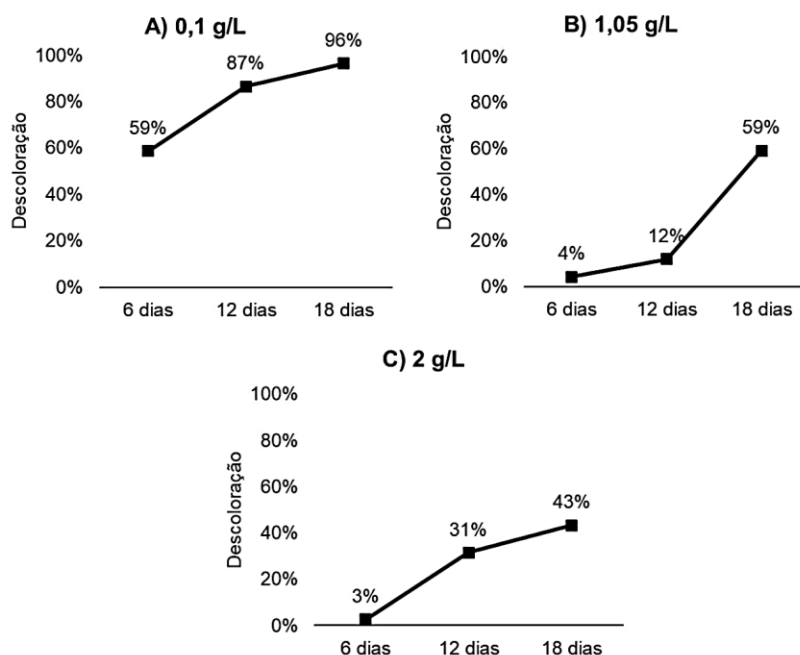 A) 0,1 g/L
100%
80%
60%
40%
20%
0%
Descoloração
59%
87%
96%
6 dias
12 dias
18 dias
B) 1,05 g/L
100%
80%
60%
40%
20%
0%
Descoloração
4%
12%
59%
6 dias
12 dias
18 dias
C) 2 g/L
100%
80%
60%
40%
20%
0%
Descoloração
3%
31%
43%
6 dias
12 dias
18 dias